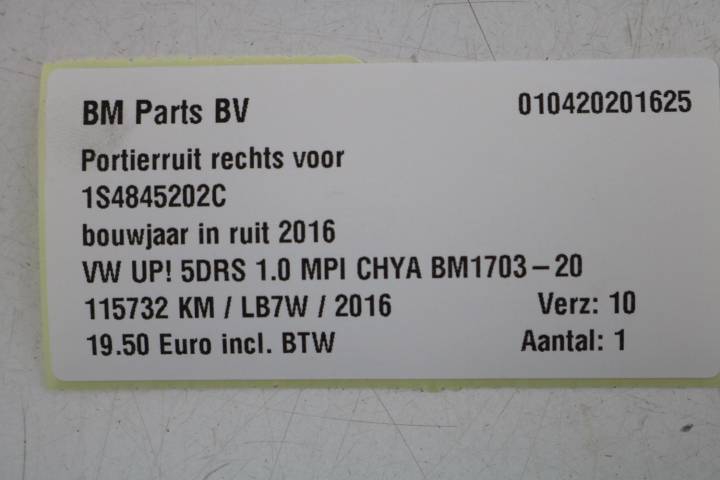 BM Parts BV 010420201625
Portierruit rechts voor
1S4845202C
bouwjaar in ruit 2016
VW UP! 5DRS 1.0 MPI CHYA BM1703-20
115732 KM / LB7W / 2016 Verz: 10
19.50 Euro incl. BTW Aantal: 1